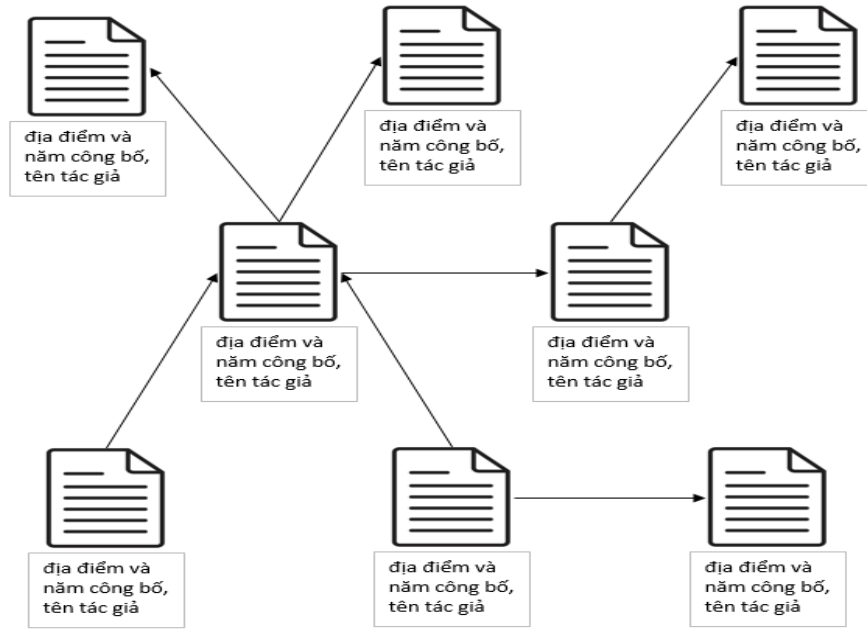 địa điểm và
năm công bố,
tên tác giả
địa điểm và
năm công bố,
tên tác giả
địa điểm và
năm công bố,
tên tác giả
địa điểm và
năm công bố,
tên tác giả
địa điểm và
năm công bố,
tên tác giả
địa điểm và
năm công bố,
tên tác giả
địa điểm và
năm công bố,
tên tác giả
địa điểm và
năm công bố,
tên tác giả